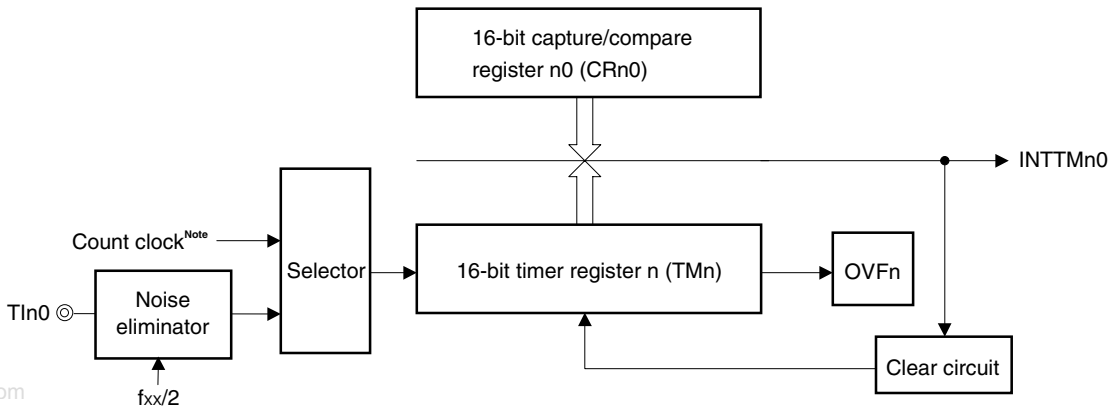 16-bit capture/compare
register n0 (CRn0)
INTTMn0
Count clockNote
Selector
16-bit timer register n (TMn)
OVFn
TIn0
Noise
eliminator
Clear circuit
fxx/2
om